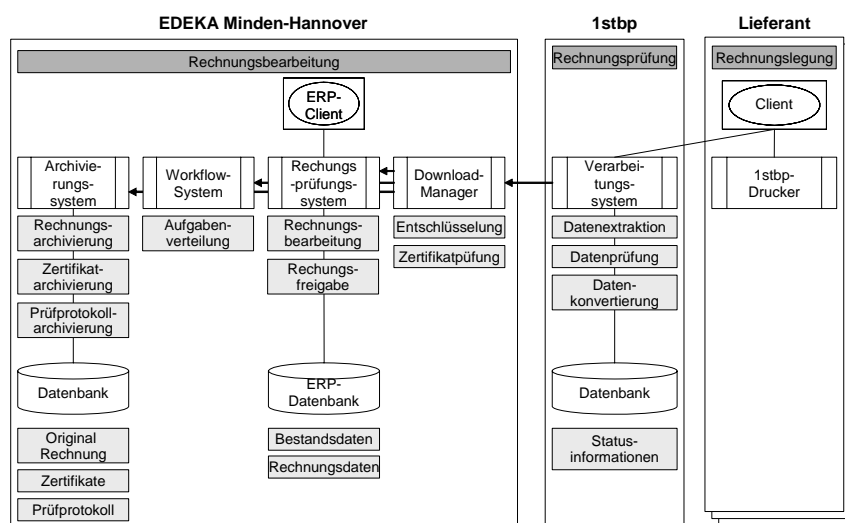 EDEKA Minden-Hannover
1stbp
Lieferant
Rechnungsbearbeitung
Rechnungsprüfung
Rechnungslegung
ERP-
Client
Client
Archivie-
rungs-
system
Workflow-
System
Rechungs
-prüfungs-
system
Download-
Manager
Verarbei-
tungs-
system
1stbp-
Drucker
Rechnungs-
archivierung
Zertifikat-
archivierung
Prüfprotokoll-
archivierung
Aufgaben-
verteilung
Rechnungs-
bearbeitung
Rechungs-
freigabe
Entschlüsselung
Zertifikatpüfung
Datenextraktion
Datenprüfung
Daten-
konvertierung
Datenbank
ERP-
Datenbank
Datenbank
Original
Rechnung
Zertifikate
Prüfprotokoll
Bestandsdaten
Rechnungsdaten
Status-
informationen